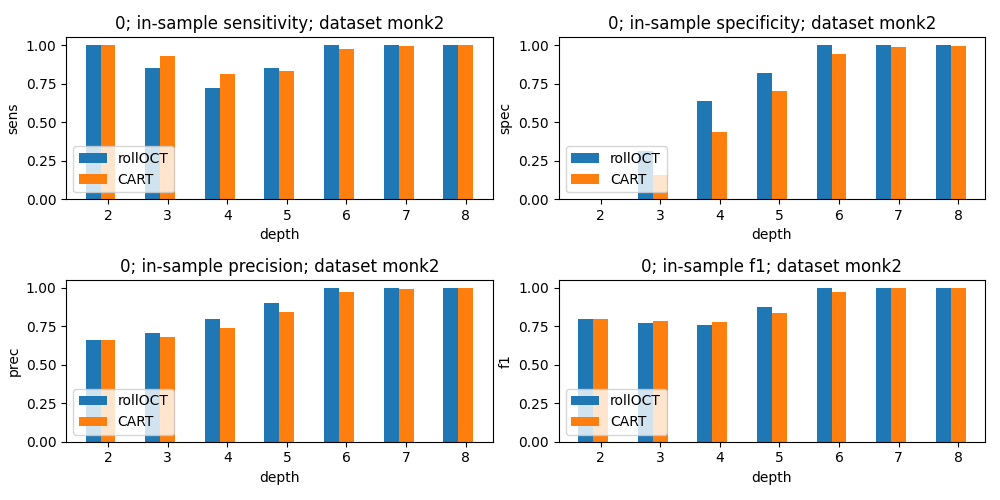 0; in-sample sensitivity; dataset monk2
1.00
0.75
0.50
0.25
0.00
sens
rollOCT
CART
2 3 4 5 6 7 8
depth
0; in-sample specificity; dataset monk2
1.00
0.75
0.50
0.25
0.00
spec
rollOCT
CART
2 3 4 5 6 7 8
depth
0; in-sample precision; dataset monk2
1.00
0.75
0.50
0.25
0.00
prec
rollOCT
CART
2 3 4 5 6 7 8
depth
0; in-sample f1; dataset monk2
1.00
0.75
0.50
0.25
0.00
f1
rollOCT
CART
2 3 4 5 6 7 8
depth